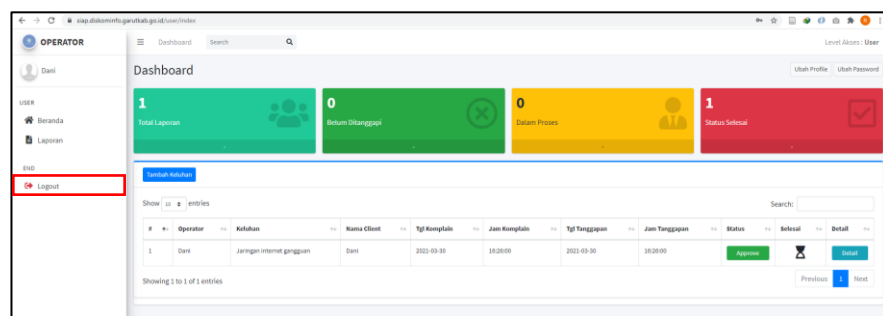 siap.diskominfo.garutkab.go.id/user/index
OPERATOR
Dashboard Search
Level Akses : User
Dani
Dashboard
Ubah Profile Ubah Password
USER
Beranda
Laporan
END
Logout
1
Total Laporan
0
Belum Ditanggapi
0
Dalam Proses
1
Status Selesai
Tambah Keluhan
Show 10 entries
Search:
# Operator Keluhan Nama Client Tgl Komplain Jam Komplain Tgl Tanggapan Jam Tanggapan Status Selesai Detail
1 Dani Jaringan internet gangguan Dani 2021-03-30 16:26:00 2021-03-30 16:26:00 Approve Detail
Showing 1 to 1 of 1 entries
Previous 1 Next